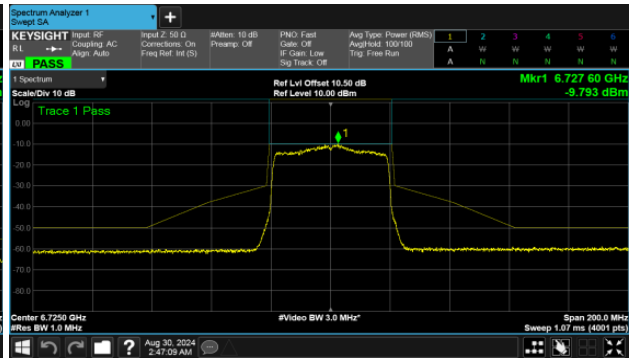 Spectrum Analyzer 1
Swept SA
KEYSIGHT
RL
LXI PASS
Input: RF
Coupling: AC
Align: Auto
Input Z: 50 Ω
Corrections: On
Freq Ref: Int (S)
#Atten: 10 dB
Preamp: Off
PNO: Fast
Gate: Off
IF Gain: Low
Sig Track: Off
Avg Type: Power (RMS)
Avg|Hold: 100/100
Trig: Free Run
1 2 3 4 5 6
A W W W W W
A N N N N N
1 Spectrum
Scale/Div 10 dB
Ref Lvl Offset 10.50 dB
Ref Level 10.00 dBm
Mkr1 6.727 60 GHz
-9.793 dBm
Log
Trace 1 Pass
1
0.00
-10.0
-20.0
-30.0
-40.0
-50.0
-60.0
-70.0
-80.0
Center 6.7250 GHz
#Res BW 1.0 MHz
#Video BW 3.0 MHz*
Span 200.0 MHz
Sweep 1.07 ms (4001 pts)
?
Aug 30, 2024
2:47:09 AM